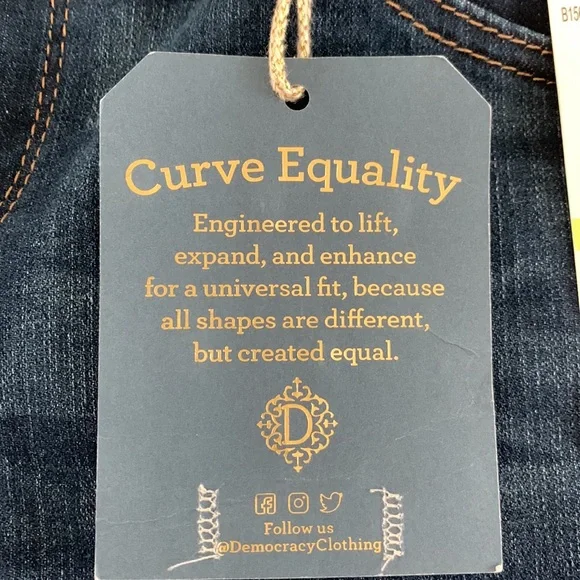 B150
Curve Equality
Engineered to lift,
expand, and enhance
for a universal fit, because
all shapes are different,
but created equal.
D
Follow us
@DemocracyClothing